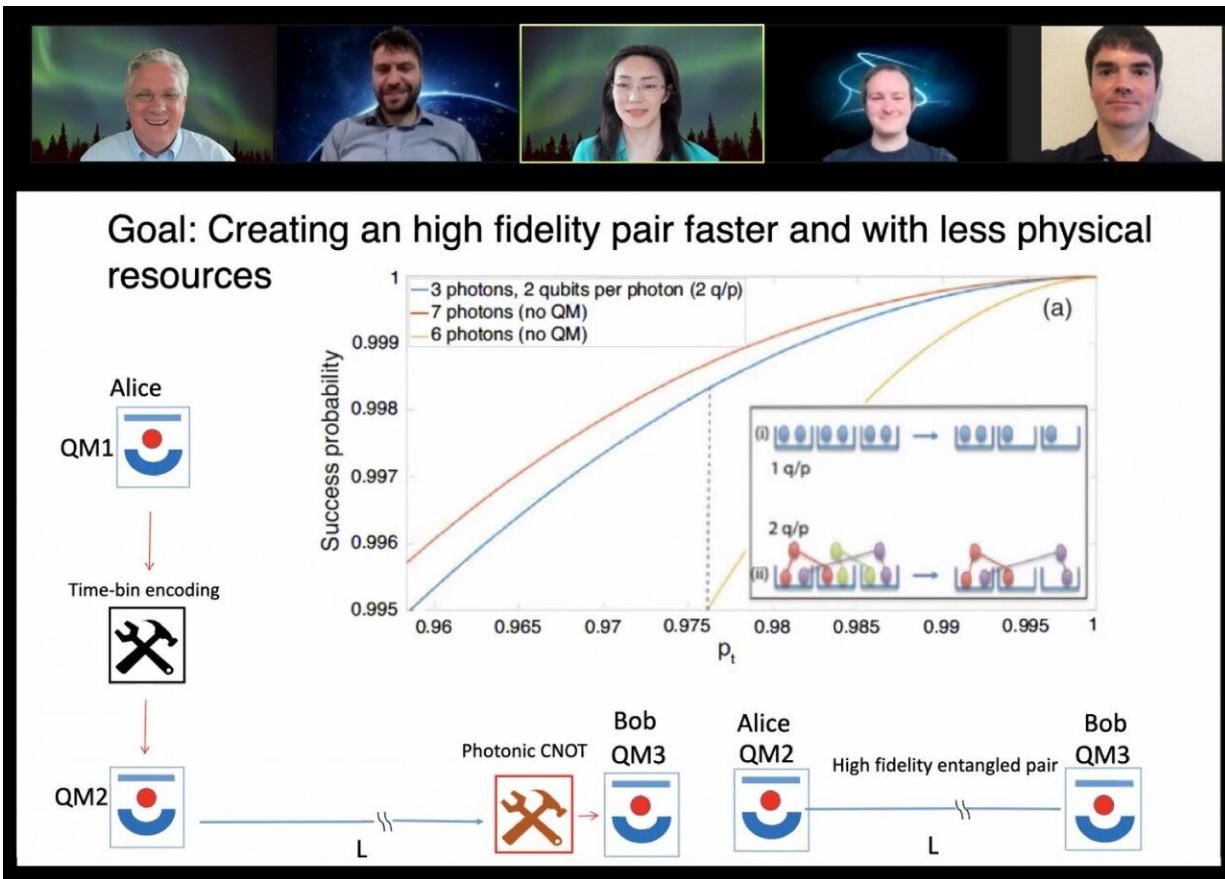 Goal: Creating an high fidelity pair faster and with less physical
resources
1
0.999
0.998
0.997
0.996
0.995
Success probability
3 photons, 2 qubits per photon (2 q/p)
7 photons (no QM)
6 photons (no QM)
(a)
(i)
1 q/p
2 q/p
(ii)
0.96 0.965 0.97 0.975 0.98 0.985 0.99 0.995 1
pt
Alice
QM1
Time-bin encoding
QM2
L
Photonic CNOT
Bob
QM3
Alice
QM2
High fidelity entangled pair
L
Bob
QM3